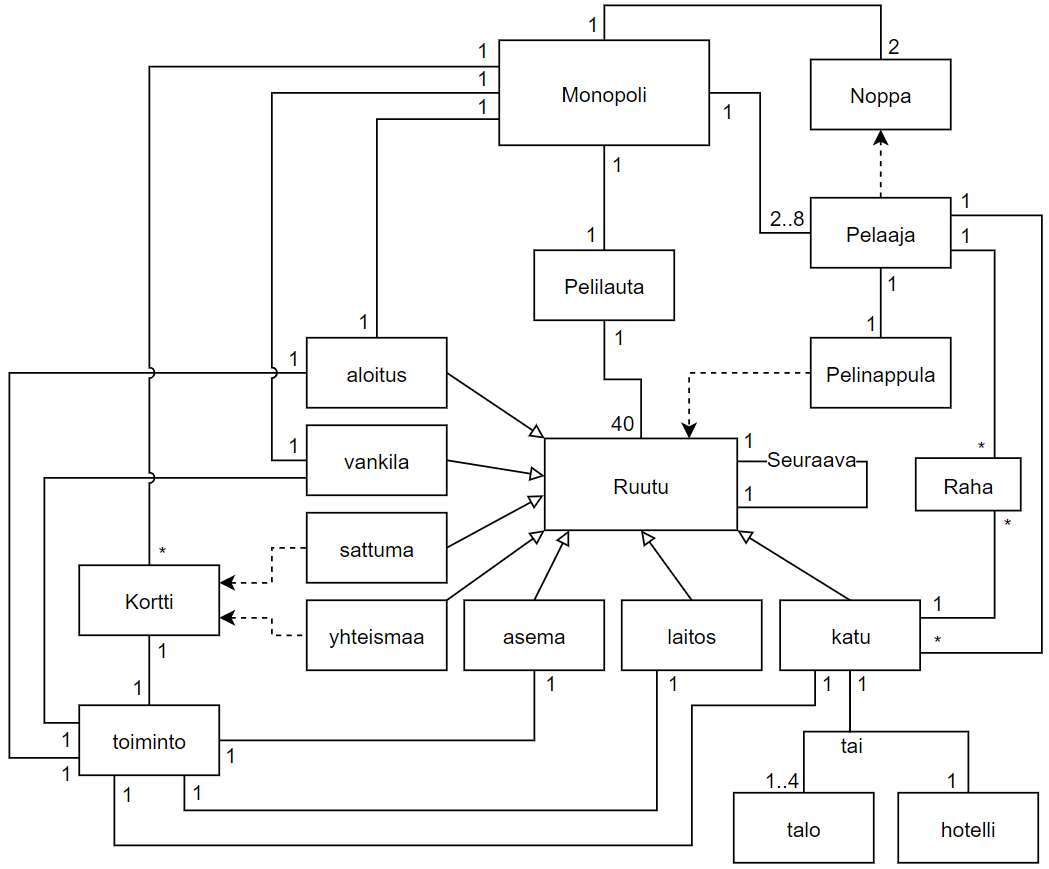 1
2
1
1
1
Monopoli
1
Noppa
1
2..8
Pelaaja
1
1
1
Pelilauta
1
1
1
Pelinappula
1
1
aloitus
40
1
Seuraava
1
1
vankila
Ruutu
*
Raha
*
sattuma
*
Kortti
1
yhteismaa
asema
laitos
katu
1
*
1
toiminto
1
1
1
1
1
1
1
1
1
tai
1..4
1
talo
hotelli